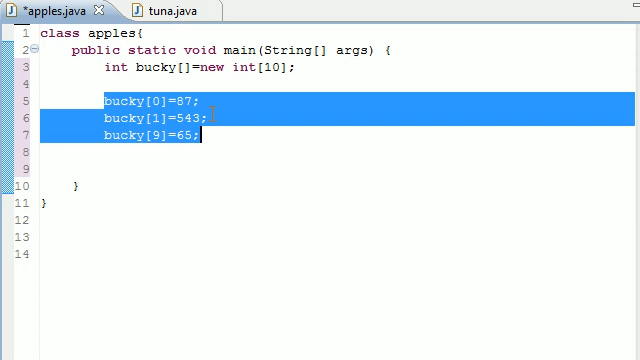 *apples.java
tuna.java
1 class apples{
2 public static void main(String[] args) {
3 int bucky[]=new int[10];
4
5 bucky[0]=87;
6 bucky[1]=543;
7 bucky[9]=65;
8
9
10 }
11 }
12
13
14